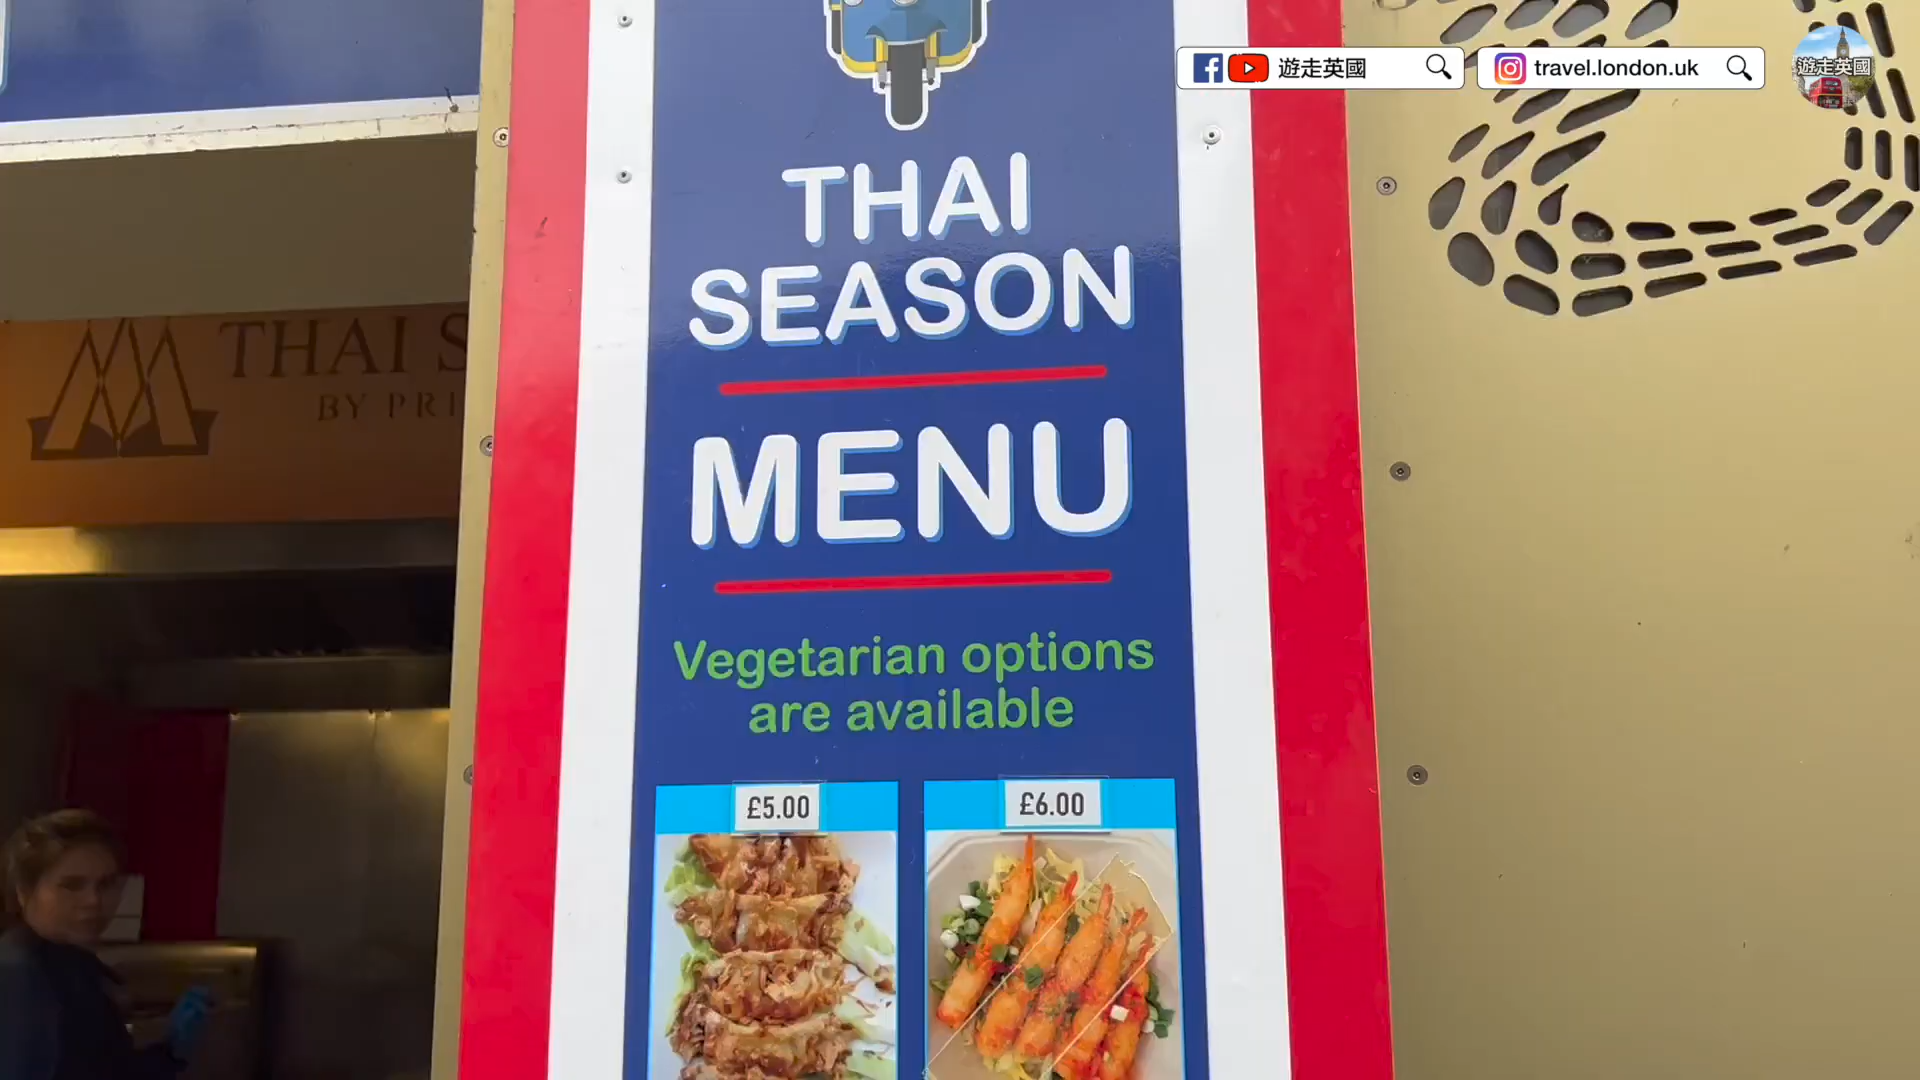 遊走英國
travel.london.uk
遊走英國
THAI
SEASON
MENU
Vegetarian options
are available
£5.00
£6.00
THAI S
BY PRI